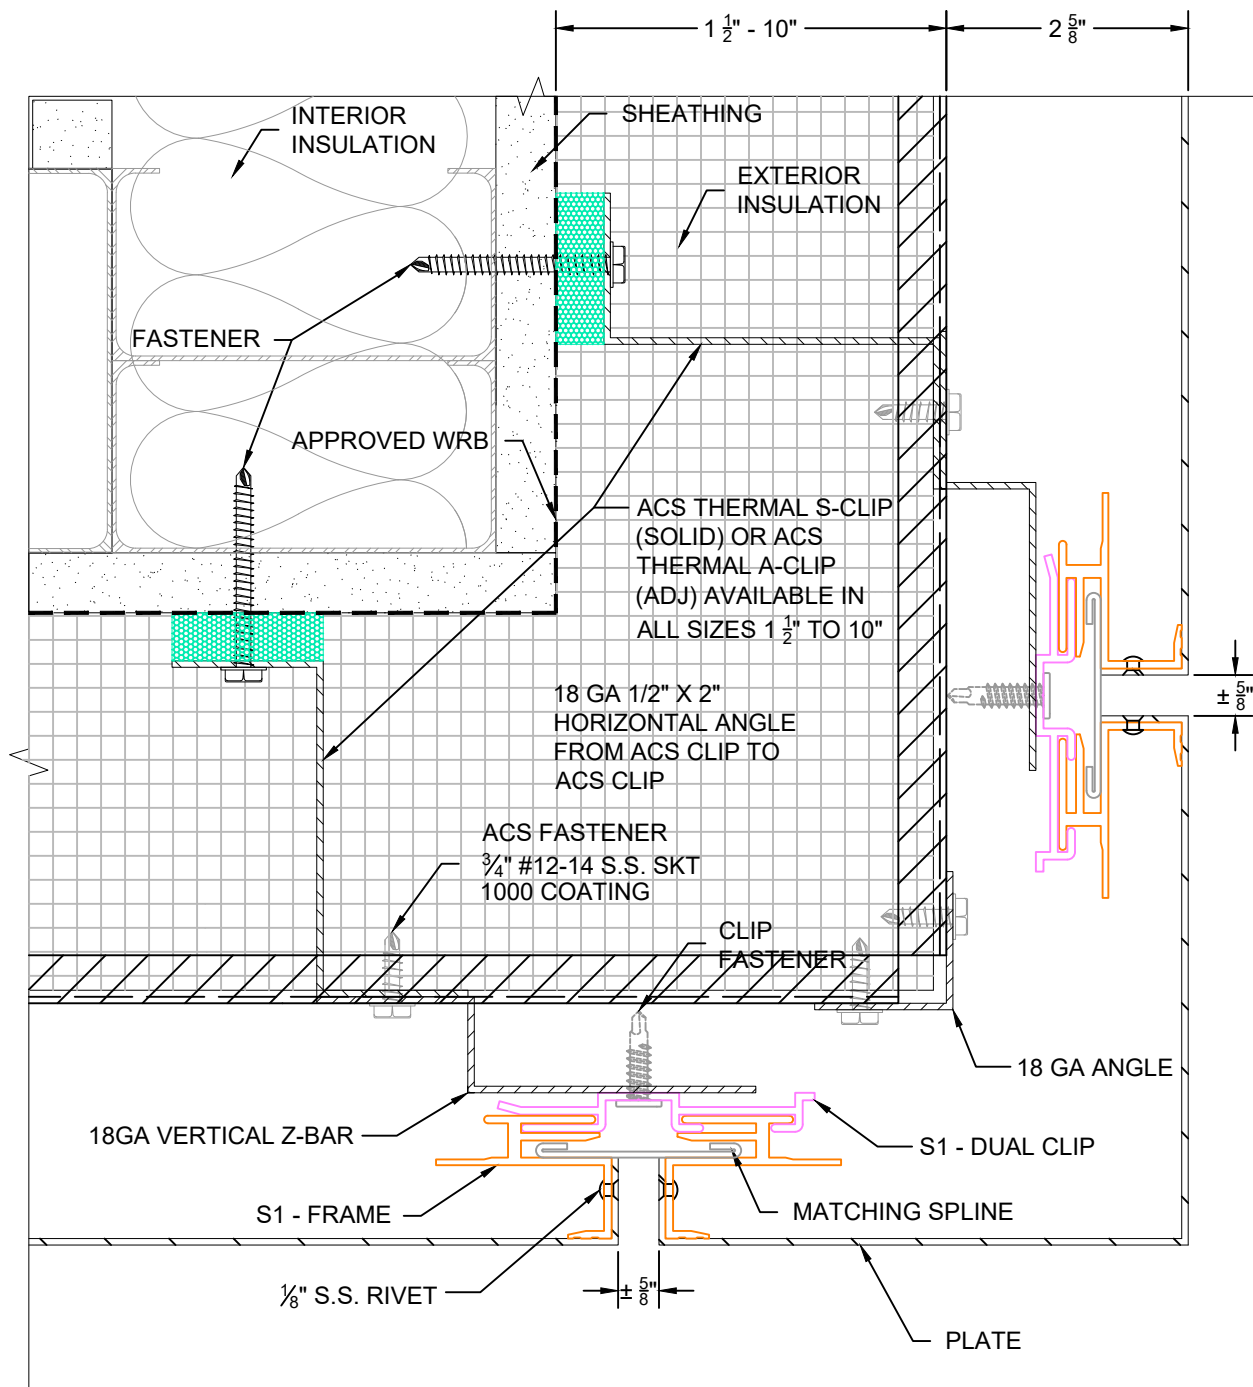 1 1/2" - 10"
2 5/8"
INTERIOR
INSULATION
SHEATHING
EXTERIOR
INSULATION
FASTENER
APPROVED WRB
ACS THERMAL S-CLIP
(SOLID) OR ACS
THERMAL A-CLIP
(ADJ) AVAILABLE IN
ALL SIZES 1 1/2" TO 10"
± 5/8"
18 GA 1/2" X 2"
HORIZONTAL ANGLE
FROM ACS CLIP TO
ACS CLIP
ACS FASTENER
3/4" #12-14 S.S. SKT
1000 COATING
CLIP
FASTENER
18 GA ANGLE
18GA VERTICAL Z-BAR
S1 - DUAL CLIP
S1 - FRAME
MATCHING SPLINE
1/8" S.S. RIVET
± 5/8"
PLATE